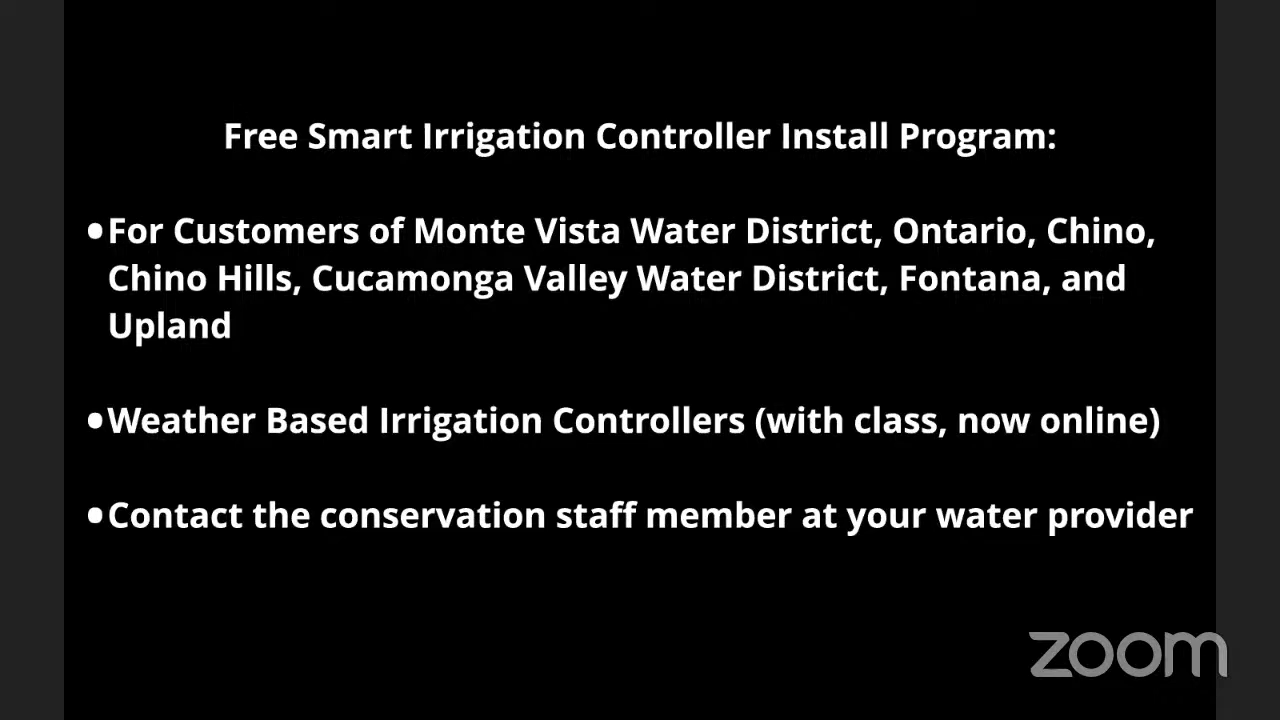 Free Smart Irrigation Controller Install Program:
•For Customers of Monte Vista Water District, Ontario, Chino,
Chino Hills, Cucamonga Valley Water District, Fontana, and
Upland
•Weather Based Irrigation Controllers (with class, now online)
•Contact the conservation staff member at your water provider
zoom